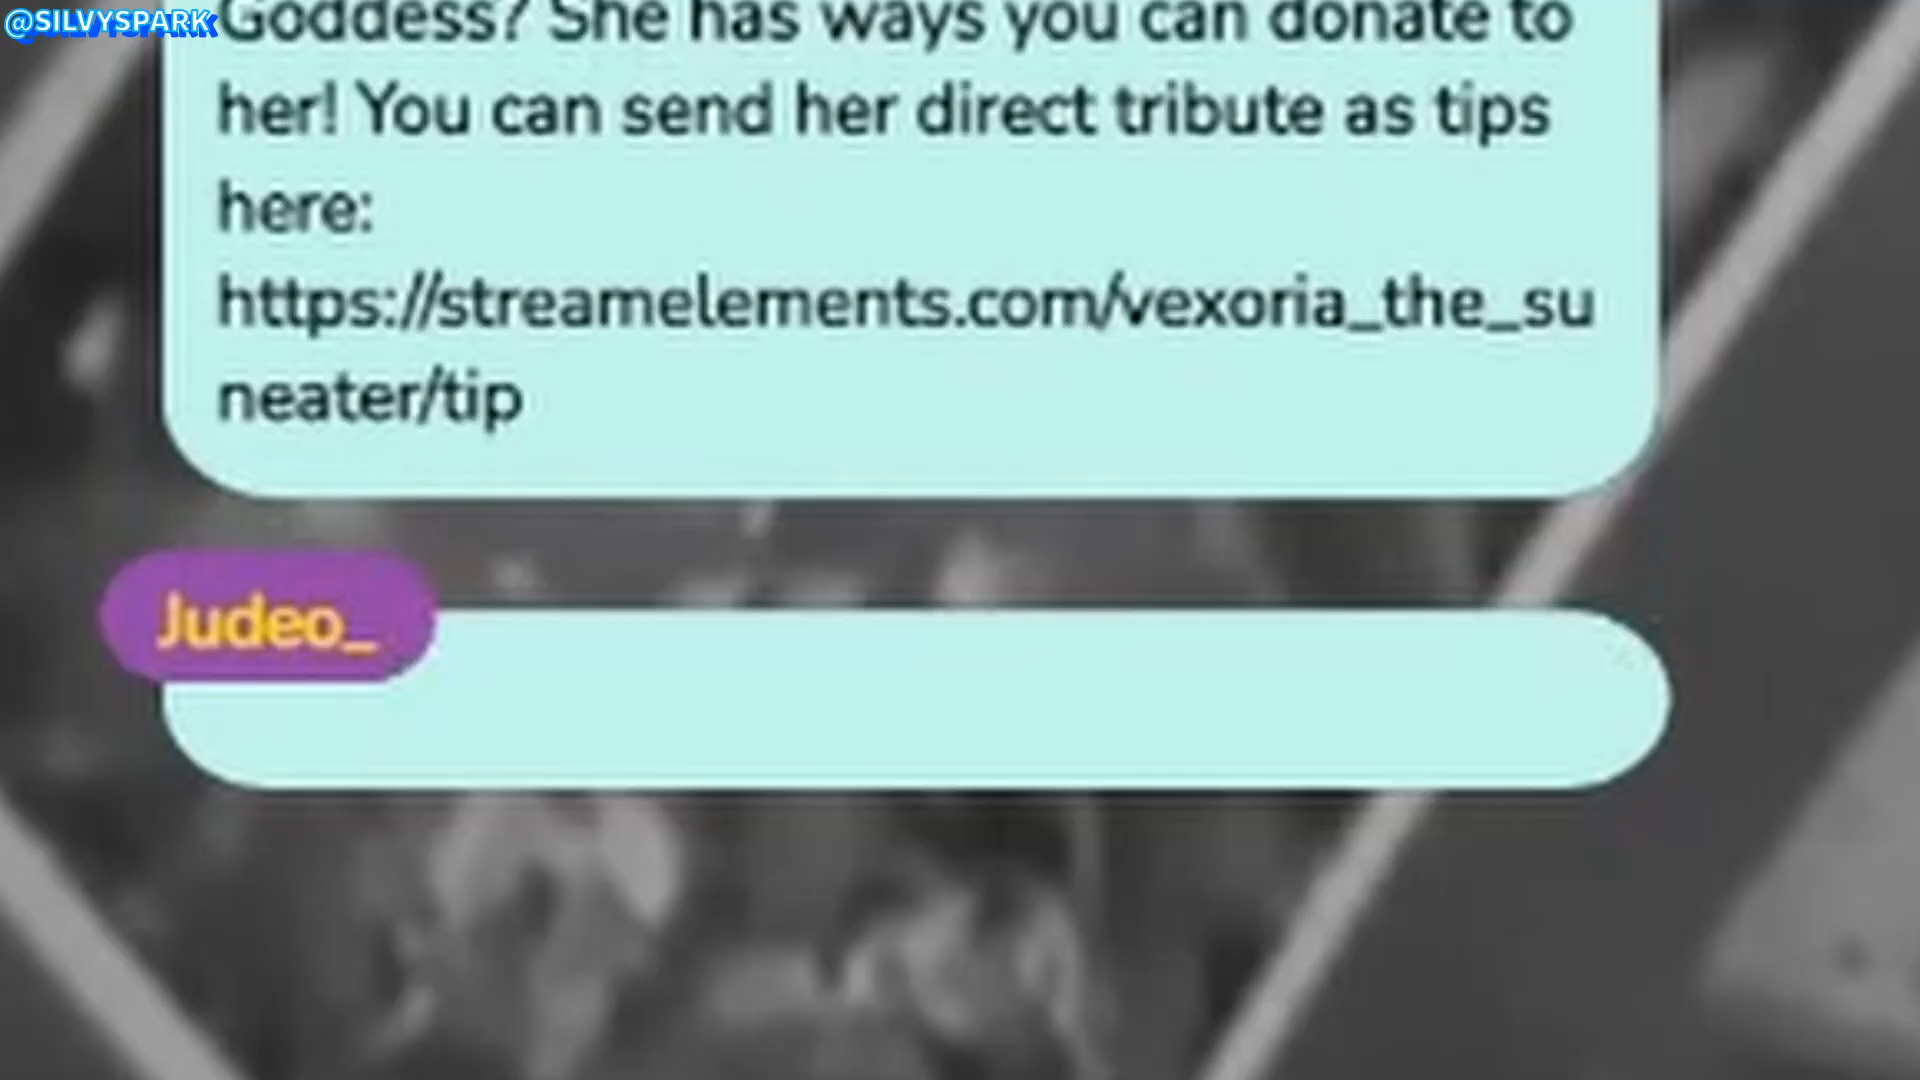 @SILVYSPARK
Goddess? She has ways you can donate to
her! You can send her direct tribute as tips
here:
https://streamelements.com/vexoria_the_su
neater/tip
Judeo_